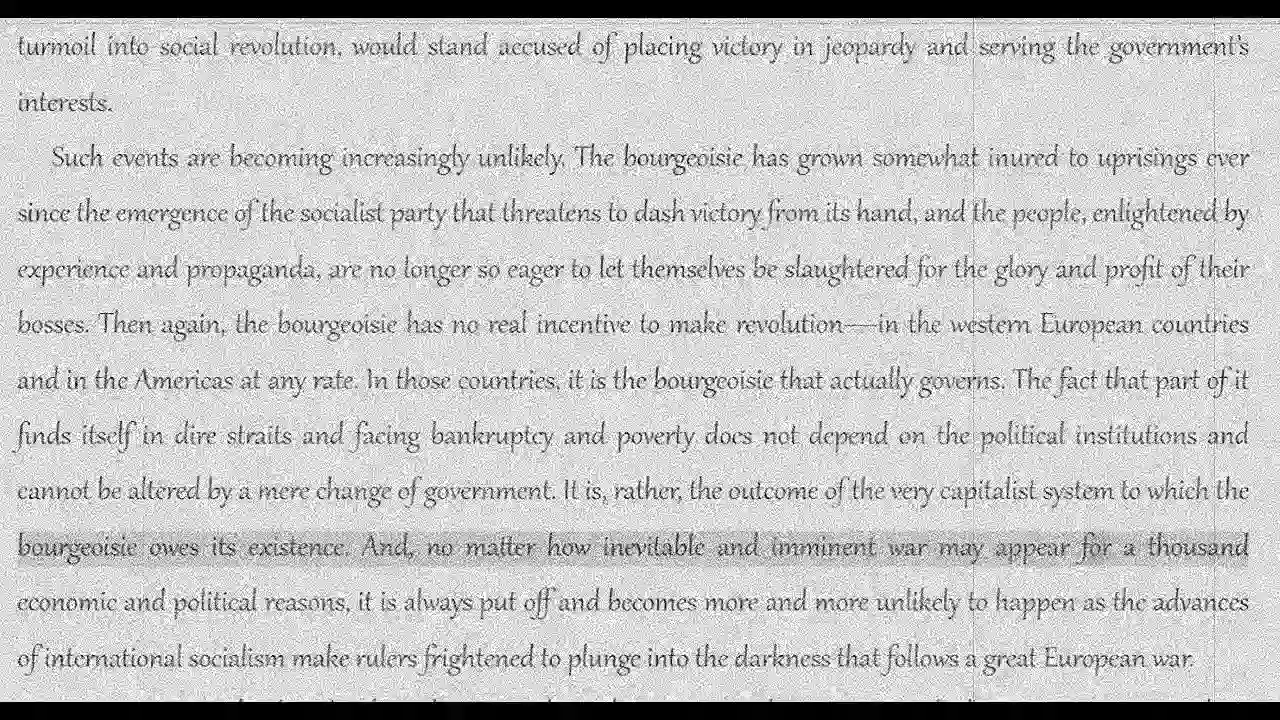 turmoil into social revolution, would stand accused of placing victory in jeopardy and serving the government's
interests.
Such events are becoming increasingly unlikely. The bourgeoisie has grown somewhat inured to uprisings ever
since the emergence of the socialist party that threatens to dash victory from its hand, and the people, enlightened by
experience and propaganda, are no longer so eager to let themselves be slaughtered for the glory and profit of their
bosses. Then again, the bourgeoisie has no real incentive to make revolution—in the western European countries
and in the Americas at any rate. In those countries, it is the bourgeoisie that actually governs. The fact that part of it
finds itself in dire straits and facing bankruptcy and poverty does not depend on the political institutions and
cannot be altered by a mere change of government. It is, rather, the outcome of the very capitalist system to which the
bourgeoisie owes its existence. And, no matter how inevitable and imminent war may appear for a thousand
economic and political reasons, it is always put off and becomes more and more unlikely to happen as the advances
of international socialism make rulers frightened to plunge into the darkness that follows a great European war.